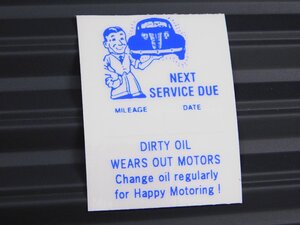 NEXT
SERVICE DUE
MILEAGE DATE
DIRTY OIL
WEARS OUT MOTORS
Change oil regularly
for Happy Motoring !